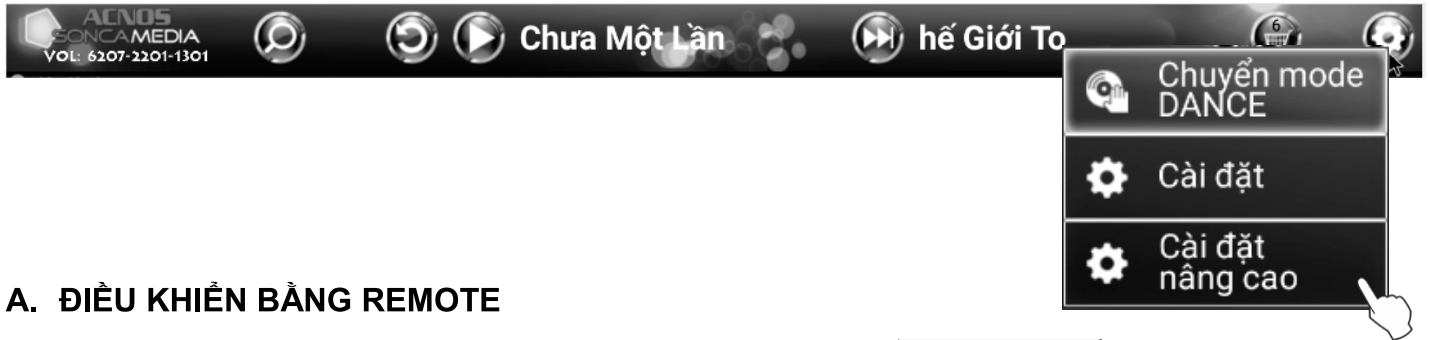 ACNOS
SONCAMEDIA
VOL: 6207-2201-1301
Chưa Một Lần
hế Giới To
6
Chuyển mode
DANCE
Cài đặt
Cài đặt
nâng cao
A. ĐIỀU KHIỂN BẰNG REMOTE